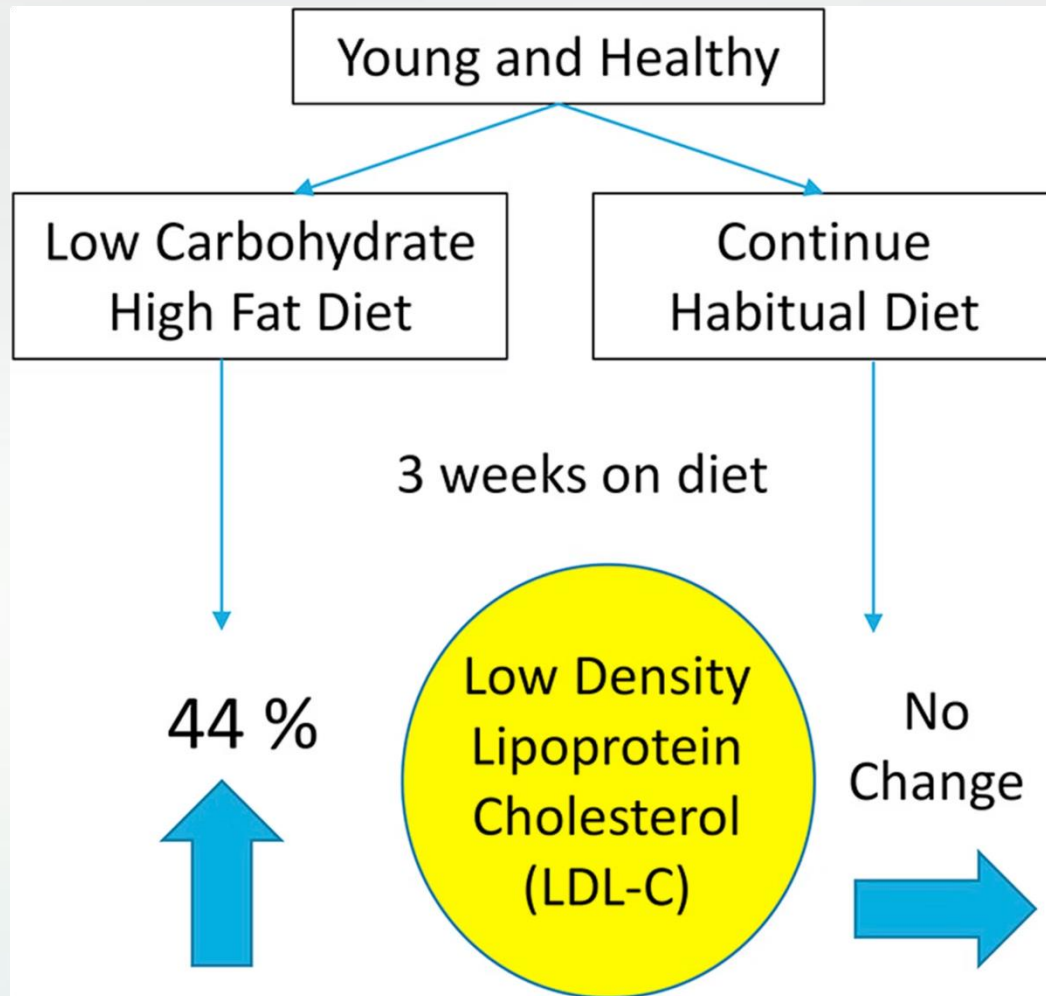 Young and Healthy
Low Carbohydrate
High Fat Diet
Continue
Habitual Diet
3 weeks on diet
44 %
Low Density
Lipoprotein
Cholesterol
(LDL-C)
No
Change